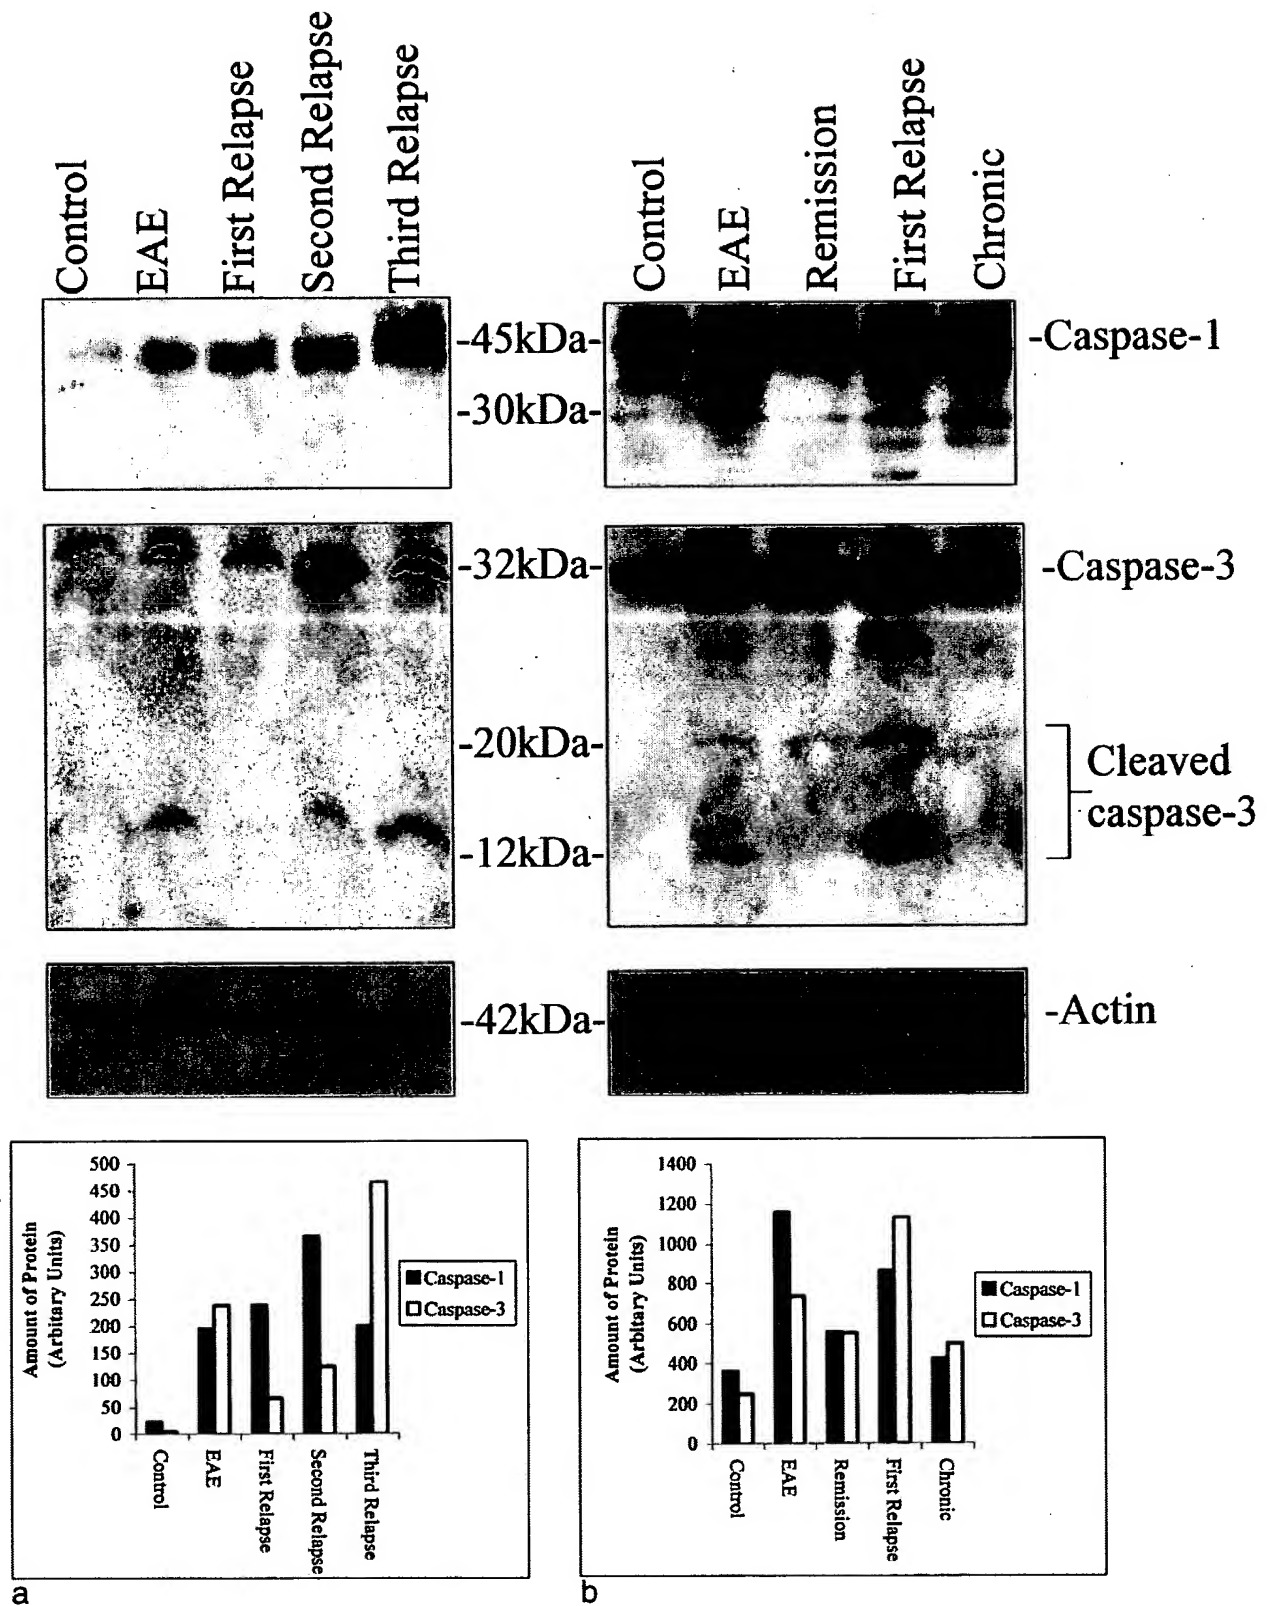 Control
EAE
First Relapse
Second Relapse
Third Relapse
Control
EAE
Remission
First Relapse
Chronic
-45kDa-
-Caspase-1
-30kDa-
-32kDa-
-Caspase-3
-20kDa-
Cleaved
caspase-3
-12kDa-
-42kDa-
-Actin
Amount of Protein
(Arbitary Units)
500
450
400
350
300
250
200
150
100
50
0
Control
EAE
First Relapse
Second Relapse
Third Relapse
Caspase-1
Caspase-3
a
Amount of Protein
(Arbitary Units)
1400
1200
1000
800
600
400
200
0
Control
EAE
Remission
First Relapse
Chronic
Caspase-1
Caspase-3
b